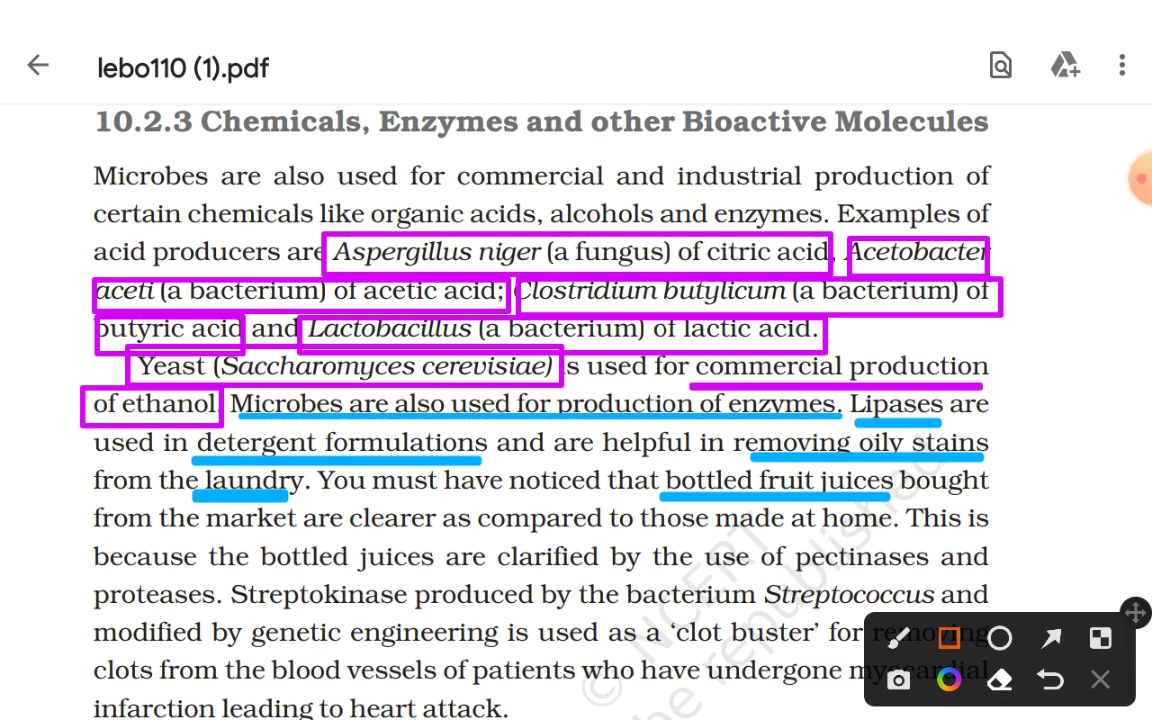 lebo110 (1).pdf
10.2.3 Chemicals, Enzymes and other Bioactive Molecules
Microbes are also used for commercial and industrial production of
certain chemicals like organic acids, alcohols and enzymes. Examples of
acid producers are Aspergillus niger (a fungus) of citric acid, Acetobacter
aceti (a bacterium) of acetic acid; Clostridium butylicum (a bacterium) of
butyric acid and Lactobacillus (a bacterium) of lactic acid.
Yeast (Saccharomyces cerevisiae) is used for commercial production
of ethanol. Microbes are also used for production of enzymes. Lipases are
used in detergent formulations and are helpful in removing oily stains
from the laundry. You must have noticed that bottled fruit juices bought
from the market are clearer as compared to those made at home. This is
because the bottled juices are clarified by the use of pectinases and
proteases. Streptokinase produced by the bacterium Streptococcus and
modified by genetic engineering is used as a ‘clot buster’ for removing
clots from the blood vessels of patients who have undergone myocardial
infarction leading to heart attack.
© NCERT
be republished